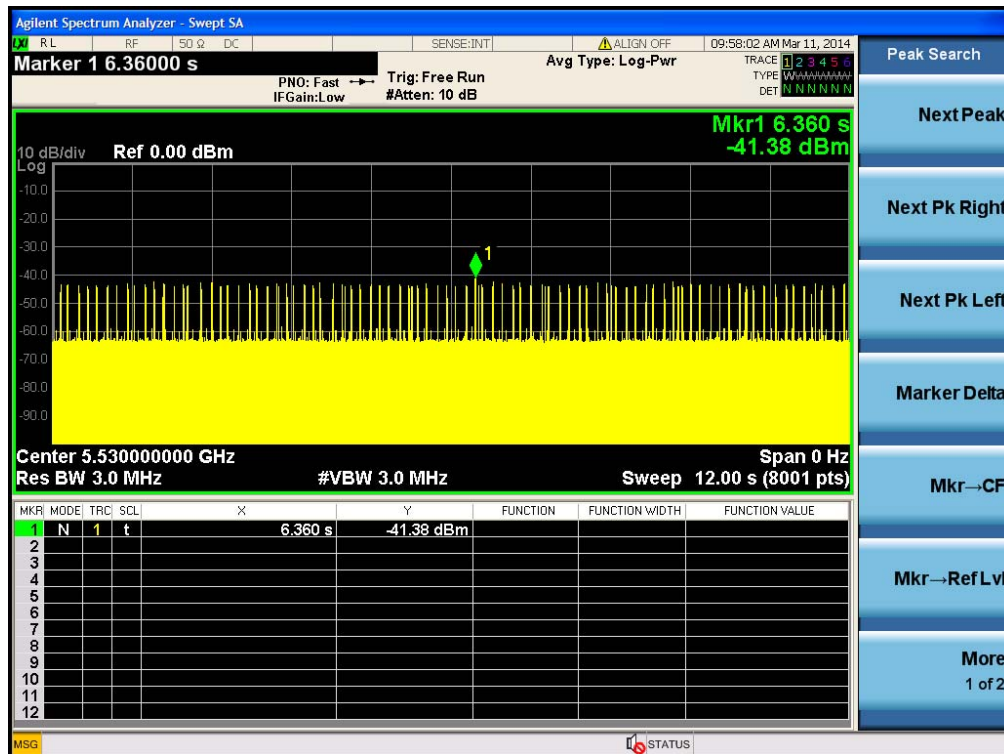 Agilent Spectrum Analyzer - Swept SA
LXI RL RF 50 Ω DC SENSE:INT ALIGN OFF 09:58:02 AM Mar 11, 2014
Marker 1 6.36000 s
PNO: Fast
IFGain:Low
Trig: Free Run
#Atten: 10 dB
Avg Type: Log-Pwr
TRACE 1 2 3 4 5 6
TYPE WWWWWW
DET N N N N N N
Mkr1 6.360 s
-41.38 dBm
10 dB/div Ref 0.00 dBm
Log
-10.0
-20.0
-30.0
1
-40.0
-50.0
-60.0
-70.0
-80.0
-90.0
Center 5.530000000 GHz Span 0 Hz
Res BW 3.0 MHz #VBW 3.0 MHz Sweep 12.00 s (8001 pts)
MKR MODE TRC SCL X Y FUNCTION FUNCTION WIDTH FUNCTION VALUE
1 N 1 t 6.360 s -41.38 dBm
2
3
4
5
6
7
8
9
10
11
12
MSG STATUS
Peak Search
Next Peak
Next Pk Right
Next Pk Left
Marker Delta
Mkr→CF
Mkr→Ref Lvl
More
1 of 2